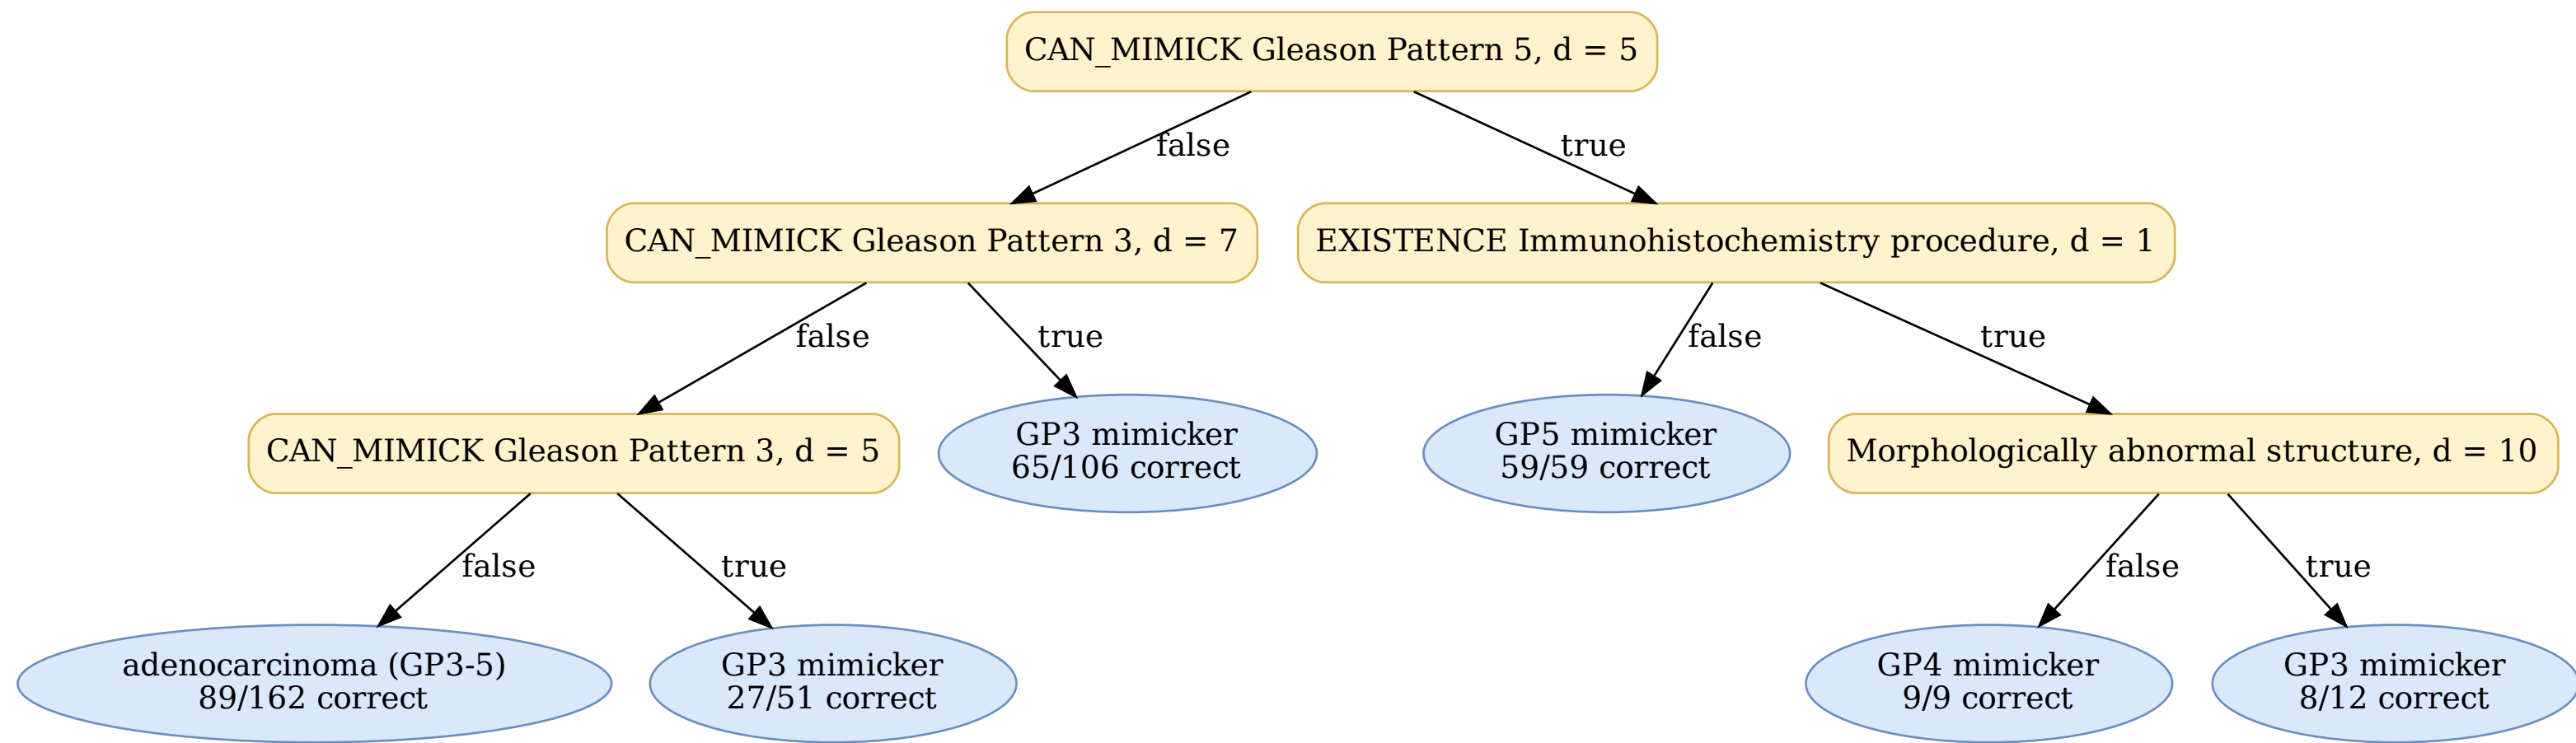 CAN_MIMICK Gleason Pattern 5, d = 5
false
true
CAN_MIMICK Gleason Pattern 3, d = 7
EXISTENCE Immunohistochemistry procedure, d = 1
false
true
false
true
CAN_MIMICK Gleason Pattern 3, d = 5
GP3 mimicker
65/106 correct
GP5 mimicker
59/59 correct
Morphologically abnormal structure, d = 10
false
true
false
true
adenocarcinoma (GP3-5)
89/162 correct
GP3 mimicker
27/51 correct
GP4 mimicker
9/9 correct
GP3 mimicker
8/12 correct